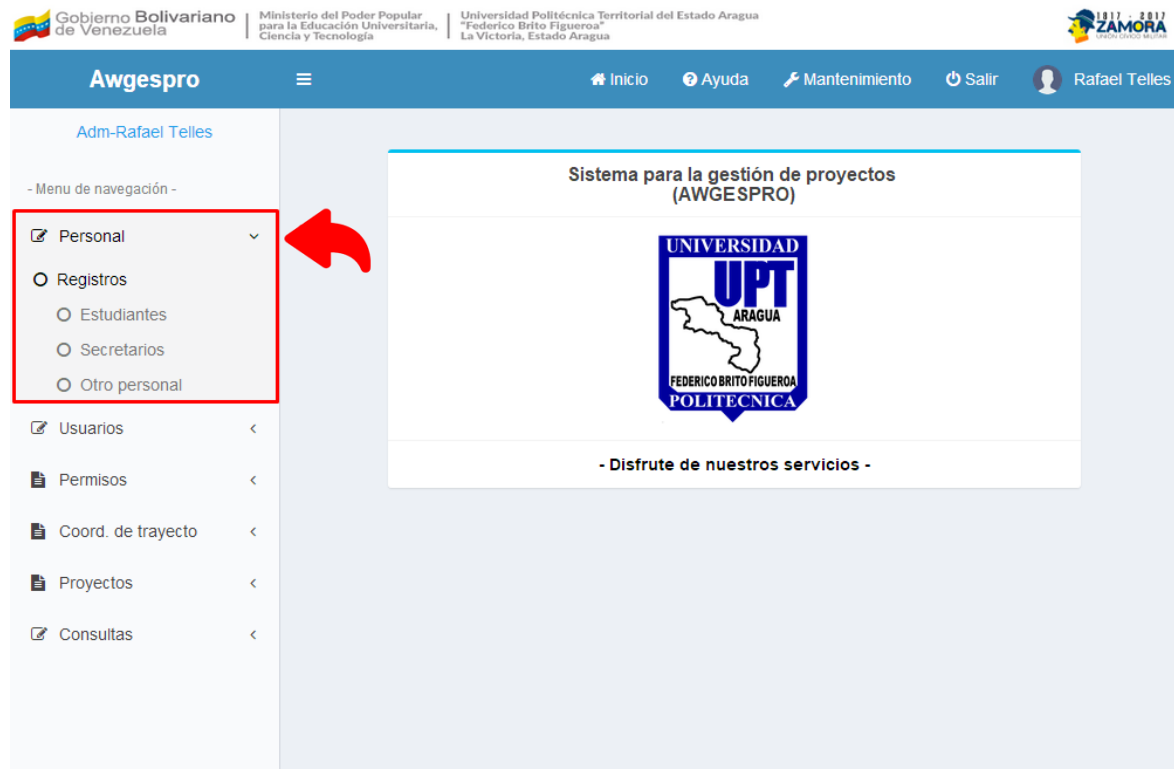 Gobierno Bolivariano
de Venezuela
Ministerio del Poder Popular
para la Educación Universitaria,
Ciencia y Tecnología
Universidad Politécnica Territorial del Estado Aragua
"Federico Brito Figueroa"
La Victoria, Estado Aragua
1817 - 2017
ZAMORA
UNIÓN CÍVICO MILITAR
Awgespro
Inicio
Ayuda
Mantenimiento
Salir
Rafael Telles
Adm-Rafael Telles
- Menu de navegación -
Personal
Registros
Estudiantes
Secretarios
Otro personal
Usuarios
Permisos
Coord. de trayecto
Proyectos
Consultas
Sistema para la gestión de proyectos
(AWGESPRO)
UNIVERSIDAD
UPT
ARAGUA
FEDERICO BRITO FIGUEROA
POLITECNICA
- Disfrute de nuestros servicios -